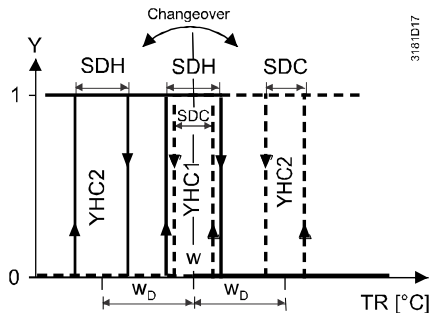 Changeover
3181D17
Y
SDH
SDH
SDC
1
SDC
YHC2
YHC1
YHC2
W
0
WD
WD
TR [°C]